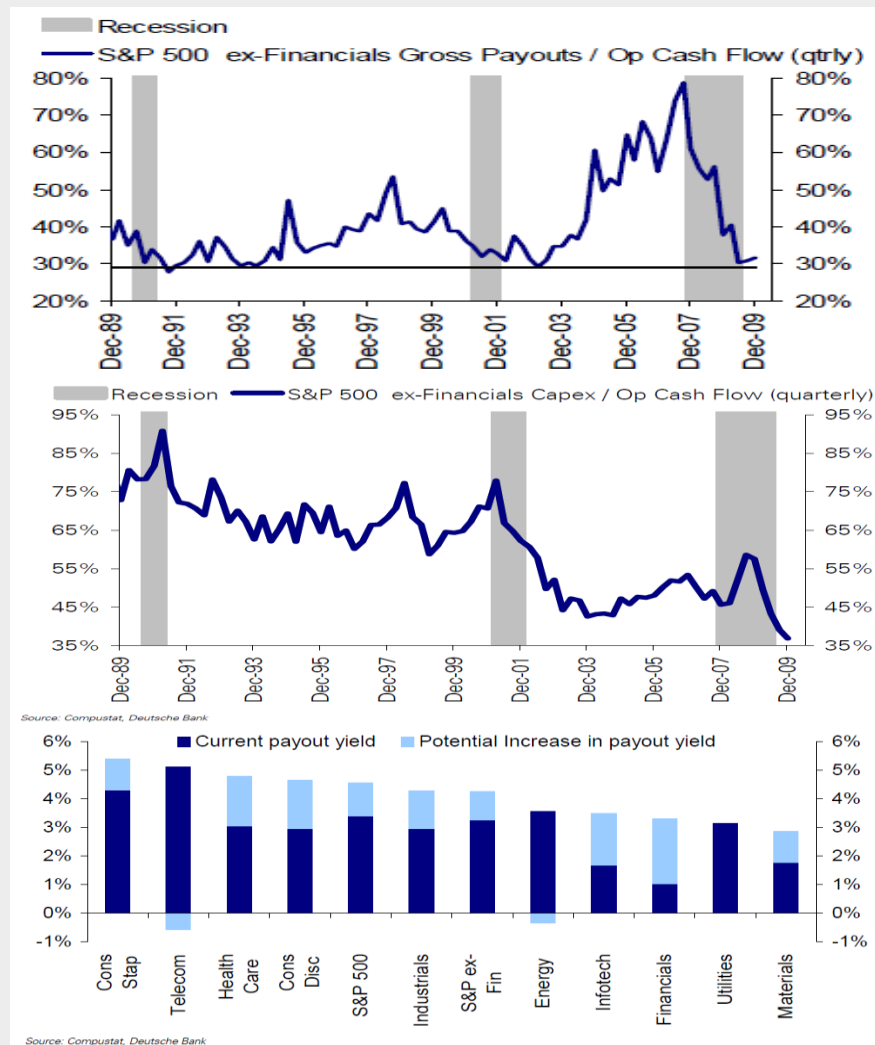 Recession
S&P 500 ex-Financials Gross Payouts / Op Cash Flow (qtrly)
80% 80%
70% 70%
60% 60%
50% 50%
40% 40%
30% 30%
20% 20%
Dec-89 Dec-91 Dec-93 Dec-95 Dec-97 Dec-99 Dec-01 Dec-03 Dec-05 Dec-07 Dec-09
Recession S&P 500 ex-Financials Capex / Op Cash Flow (quarterly)
95% 95%
85% 85%
75% 75%
65% 65%
55% 55%
45% 45%
35% 35%
Dec-89 Dec-91 Dec-93 Dec-95 Dec-97 Dec-99 Dec-01 Dec-03 Dec-05 Dec-07 Dec-09
Source: Compustat, Deutsche Bank
Current payout yield Potential Increase in payout yield
6% 6%
5% 5%
4% 4%
3% 3%
2% 2%
1% 1%
0% 0%
-1% -1%
Cons
Stap
Telecom
Health
Care
Cons
Disc
S&P 500
Industrials
S&P ex-
Fin
Energy
Infotech
Financials
Utilities
Materials
Source: Compustat, Deutsche Bank